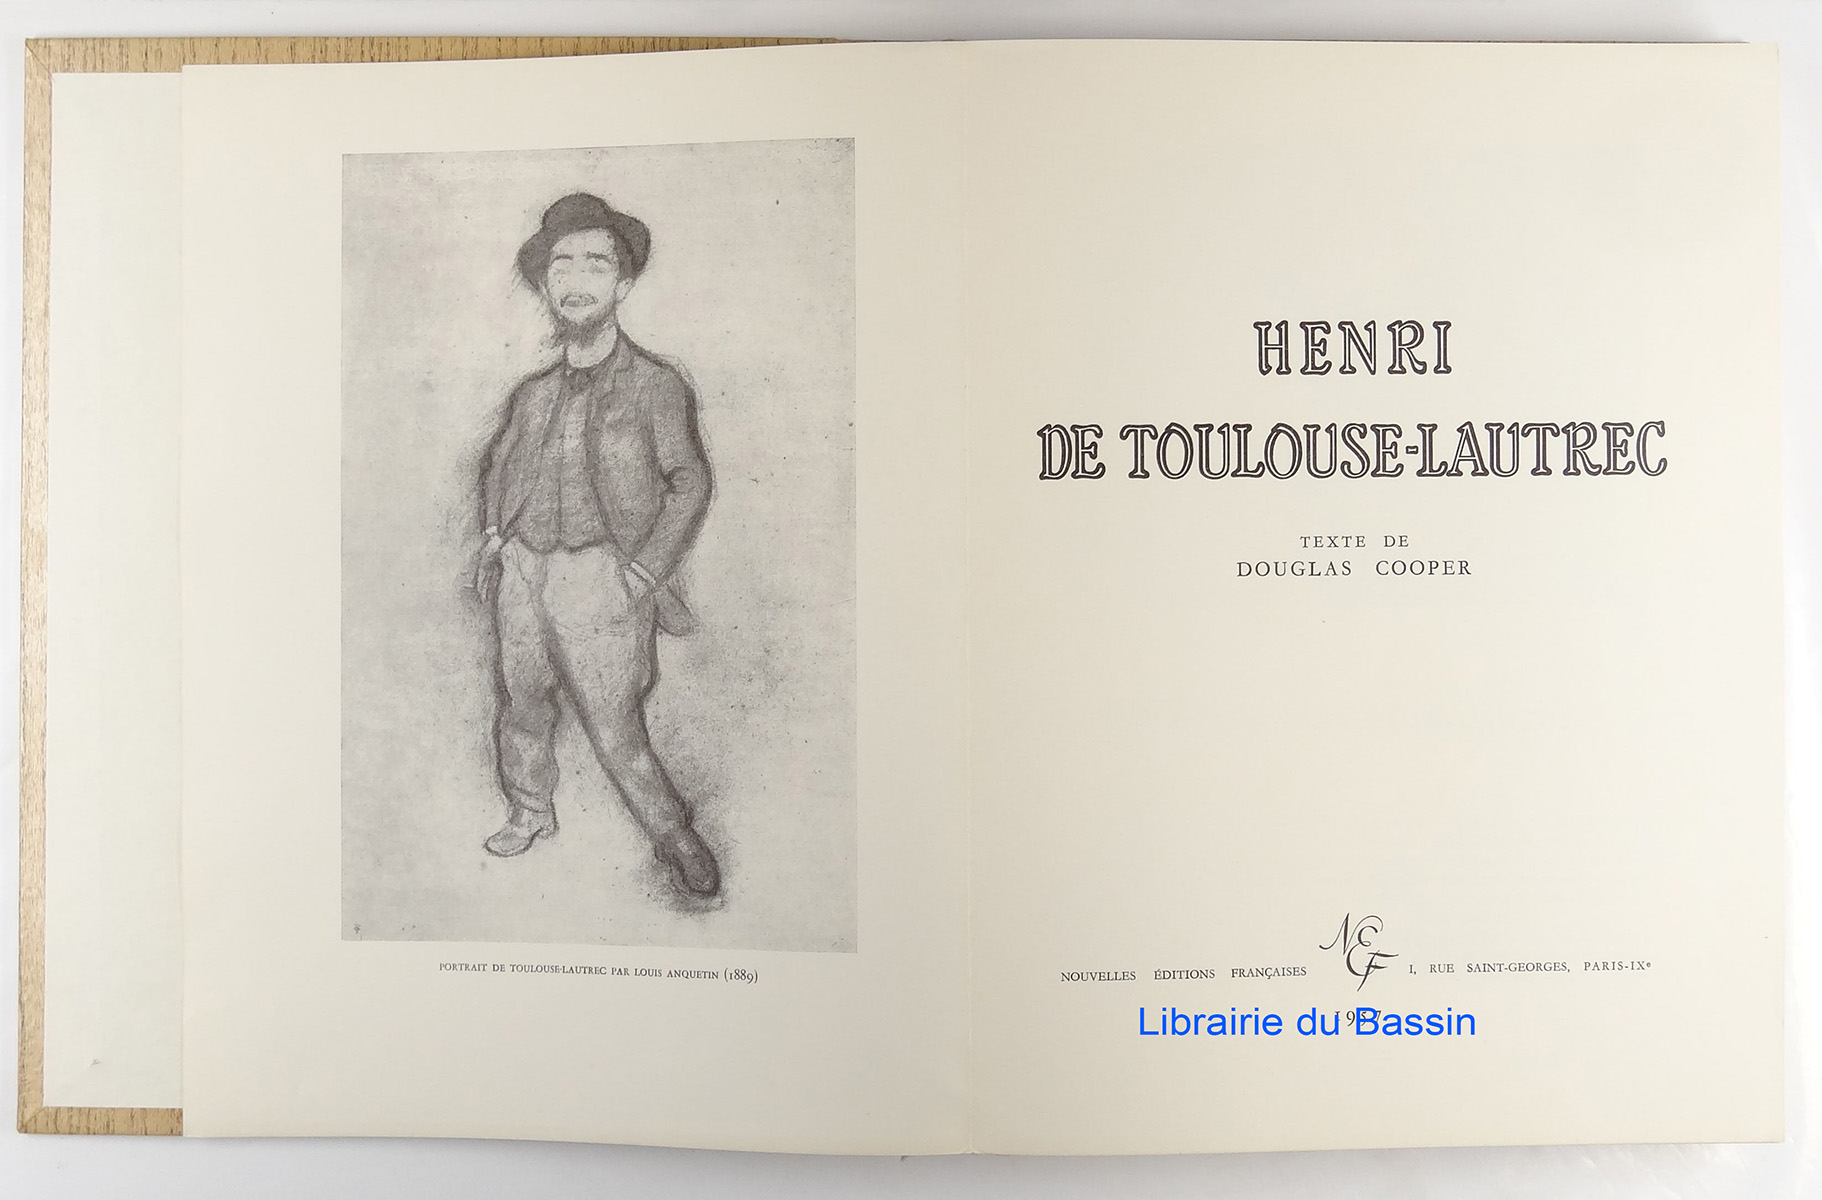 PORTRAIT DE TOULOUSE-LAUTREC PAR LOUIS ANQUETIN (1889)
HENRI
DE TOULOUSE-LAUTREC
TEXTE DE
DOUGLAS COOPER
NOUVELLES ÉDITIONS FRANÇAISES NEF 1, RUE SAINT-GEORGES, PARIS-IXe
Librairie du Bassin